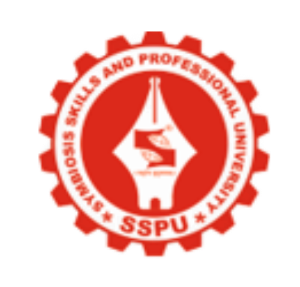 SYMBIOSIS SKILLS AND PROFESSIONAL UNIVERSITY
®
★ SSPU ★